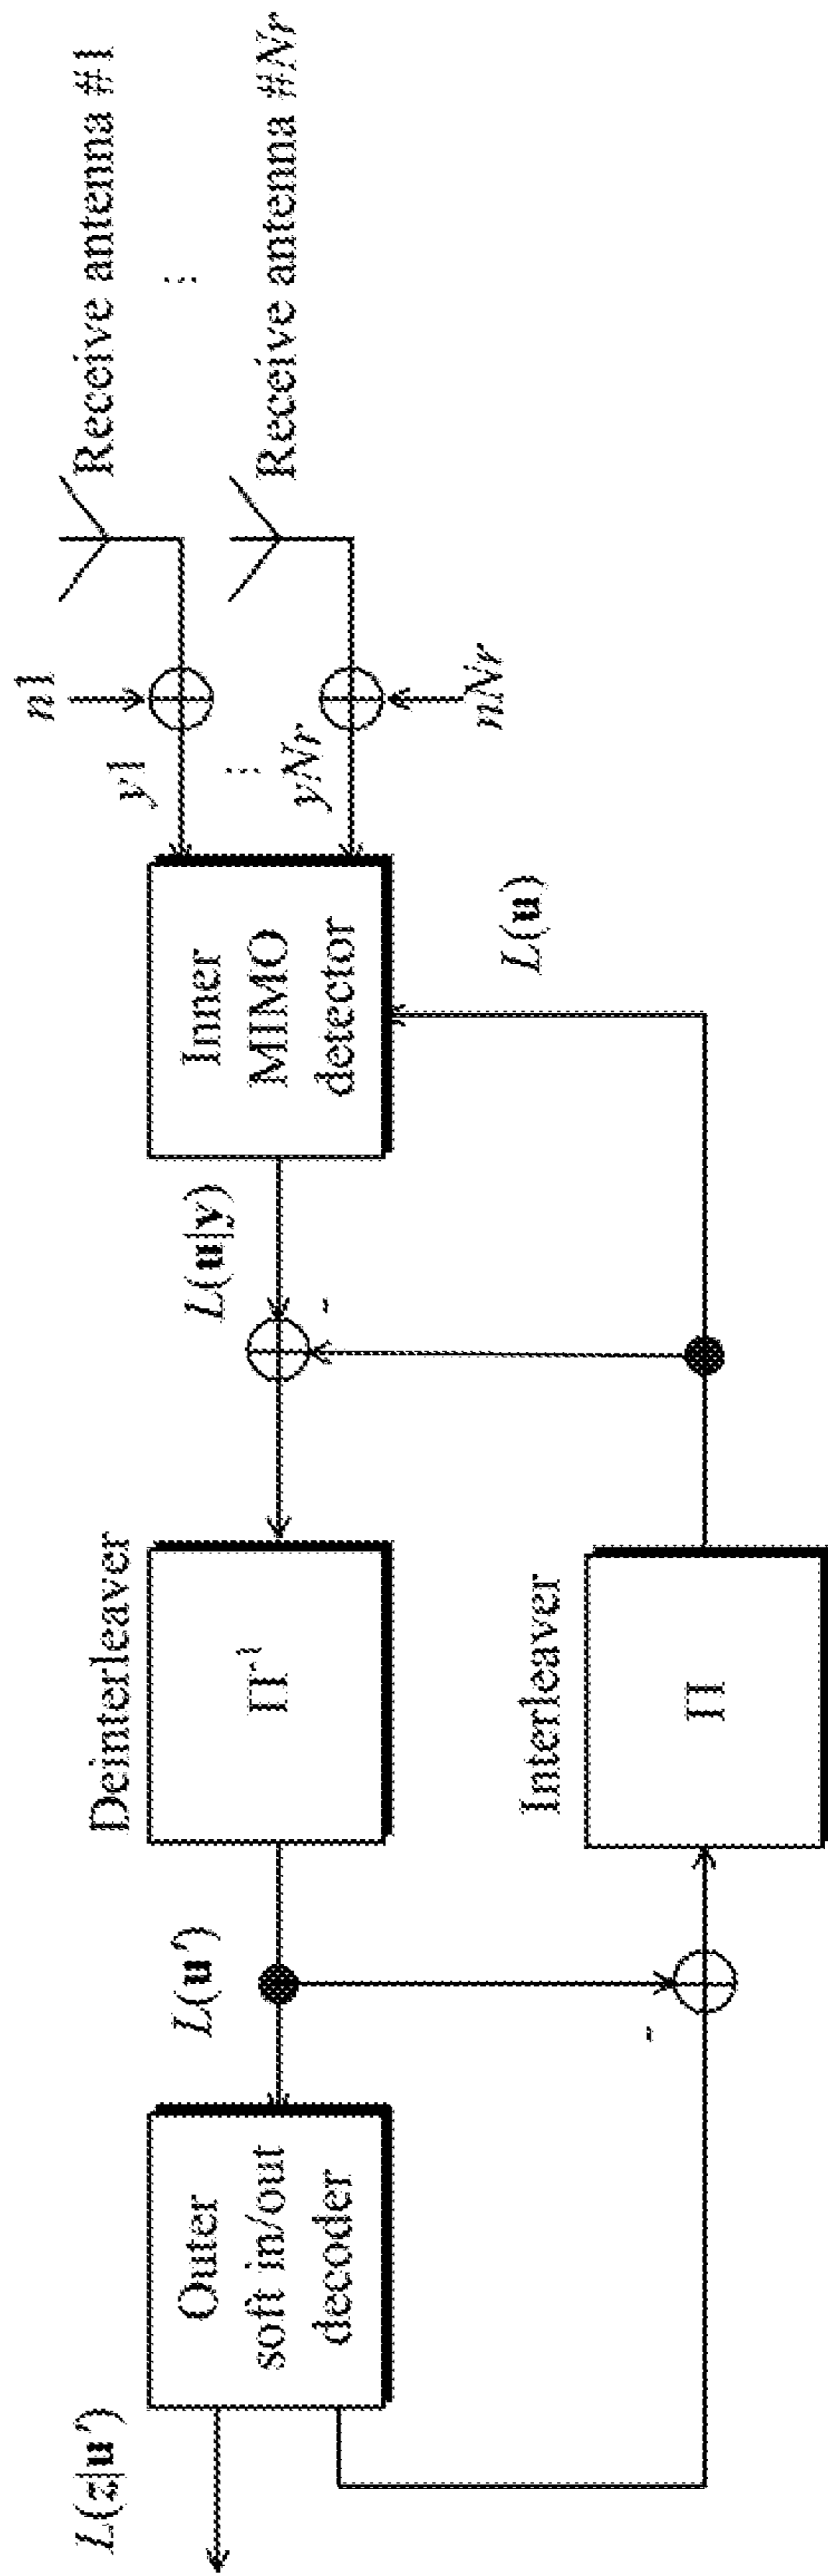 Receive antenna #1
⋮
Receive antenna #Nr
n1
y1
⋮
yNr
nNr
Inner
MIMO
detector
L(u)
L(u|y)
-
Deinterleaver
Π-1
Interleaver
Π
L(u')
-
Outer
soft in/out
decoder
L(z|u')